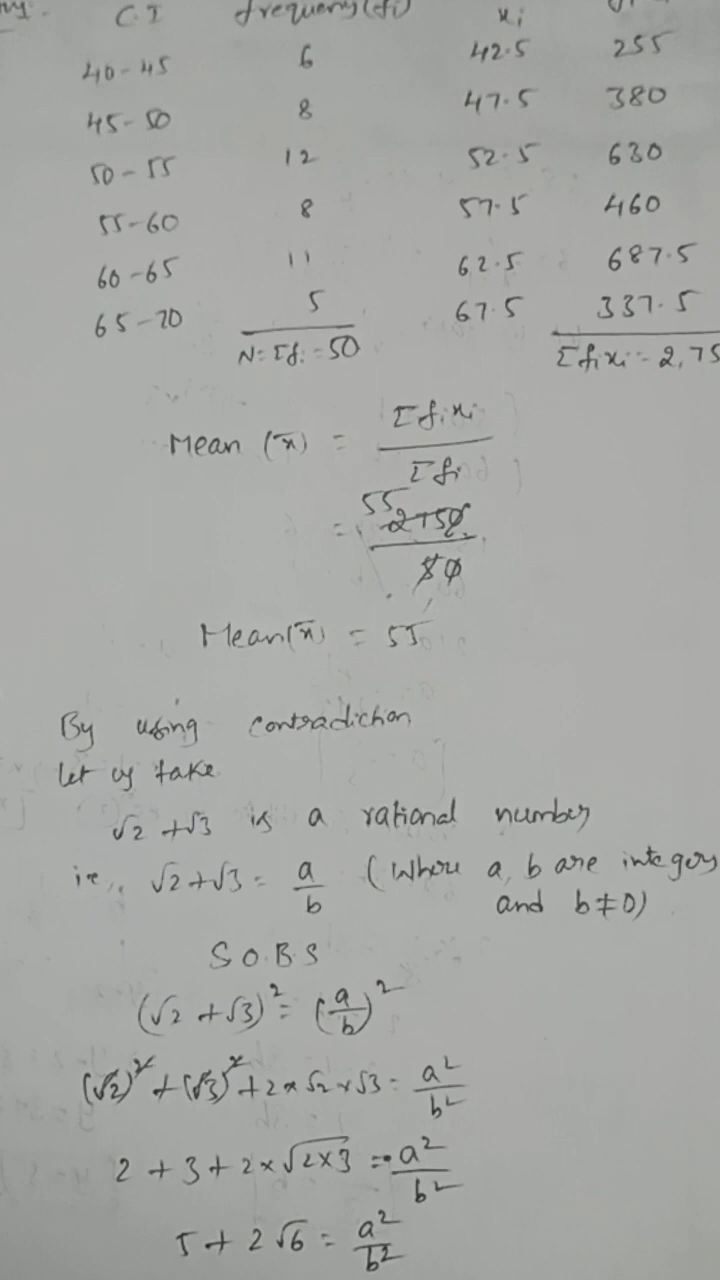 C.I frequency(fi) xi
40-45 6 42.5 255
45-50 8 47.5 380
50-55 12 52.5 630
55-60 8 57.5 460
60-65 11 62.5 687.5
65-70 5 67.5 337.5
N=Σfi=50 Σfixi=2,75
Mean (x̄) = Σfixi / Σfi
= 55 2750 / 50
Mean(x̄) = 55
By using contradiction
let us take
√2+√3 is a rational number
ie,, √2+√3= a/b (Where a, b are integers
and b≠0)
S.O.B.S
(√2+√3)²=(a/b)²
(√2)²+(√3)²+2×√2×√3= a²/b²
2+3+2×√2×3 = a²/b²
5+2√6= a²/b²